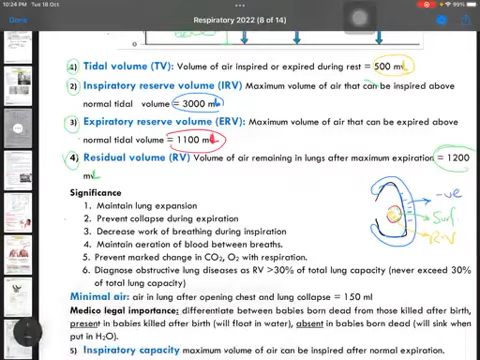 10:24 PM Tue 18 Oct
Done
Respiratory 2022 (8 of 14)
0
1) Tidal volume (TV): Volume of air inspired or expired during rest = 500 mL
2) Inspiratory reserve volume (IRV) Maximum volume of air that can be inspired above
normal tidal volume = 3000 mL
3) Expiratory reserve volume (ERV): Maximum volume of air that can be expired above
normal tidal volume = 1100 mL
4) Residual volume (RV) Volume of air remaining in lungs after maximum expiration = 1200
mL
-ve
Surf
R.V
Significance
1. Maintain lung expansion
2. Prevent collapse during expiration
3. Decrease work of breathing during inspiration
4. Maintain aeration of blood between breaths.
5. Prevent marked change in CO2, O2 with respiration.
6. Diagnose obstructive lung diseases as RV >30% of total lung capacity (never exceed 30%
of total lung capacity)
Minimal air: air in lung after opening chest and lung collapse = 150 ml
Medico legal importance: differentiate between babies born dead from those killed after birth,
present in babies killed after birth (will float in water), absent in babies born dead (will sink when
put in H2O).
5) Inspiratory capacity maximum volume of air can be inspired after normal expiration.